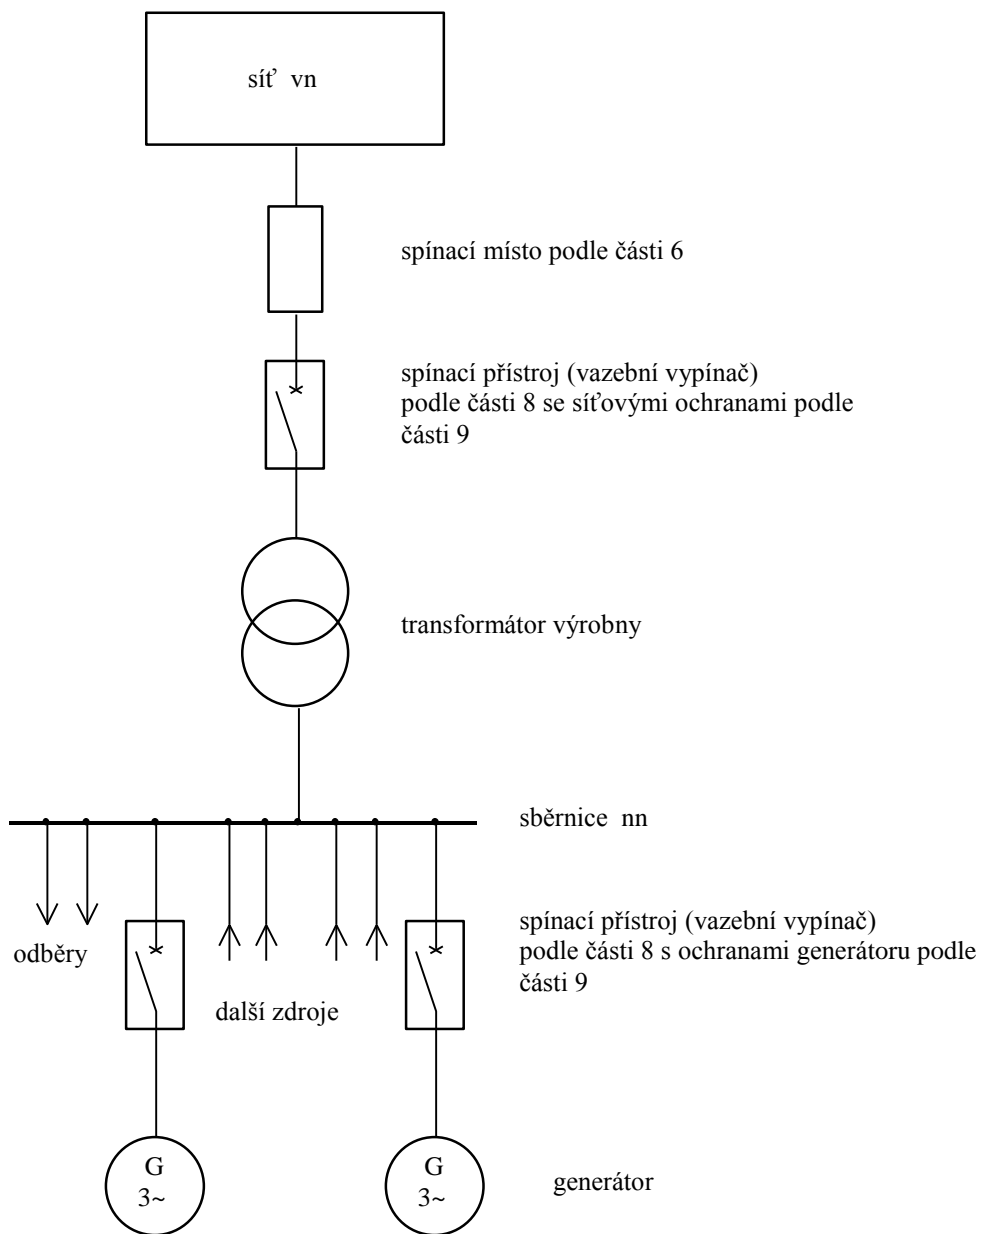 síť vn
spínací místo podle části 6
spínací přístroj (vazební vypínač)
podle části 8 se síťovými ochranami podle
části 9
transformátor výrobny
sběrnice nn
spínací přístroj (vazební vypínač)
podle části 8 s ochranami generátoru podle
části 9
odběry
další zdroje
G
3~
G
3~
generátor